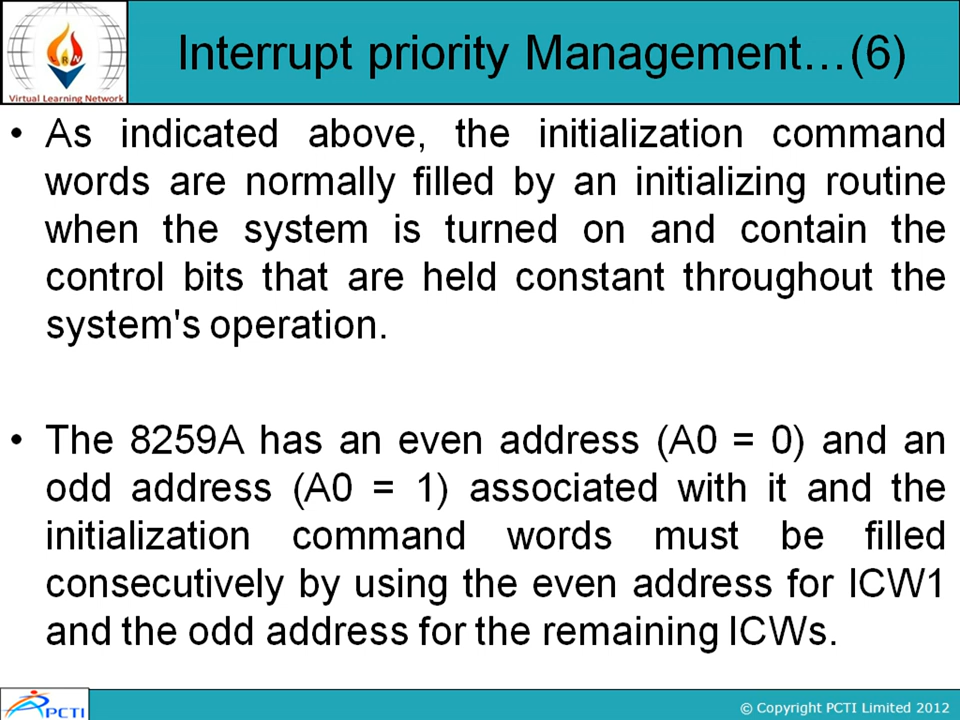 Interrupt priority Management…(6)
RN
Virtual Learning Network
• As indicated above, the initialization command
words are normally filled by an initializing routine
when the system is turned on and contain the
control bits that are held constant throughout the
system's operation.
• The 8259A has an even address (A0 = 0) and an
odd address (A0 = 1) associated with it and the
initialization command words must be filled
consecutively by using the even address for ICW1
and the odd address for the remaining ICWs.
PCTI
© Copyright PCTI Limited 2012